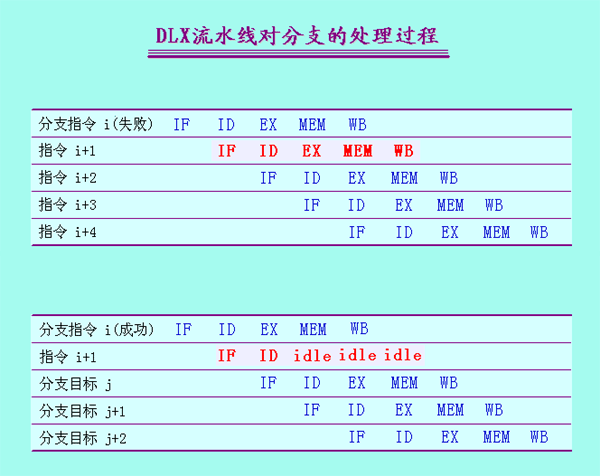 DLX流水线对分支的处理过程
分支指令 i(失败) IF ID EX MEM WB
指令 i+1 IF ID EX MEM WB
指令 i+2 IF ID EX MEM WB
指令 i+3 IF ID EX MEM WB
指令 i+4 IF ID EX MEM WB
分支指令 i(成功) IF ID EX MEM WB
指令 i+1 IF ID idle idle idle
分支目标 j IF ID EX MEM WB
分支目标 j+1 IF ID EX MEM WB
分支目标 j+2 IF ID EX MEM WB